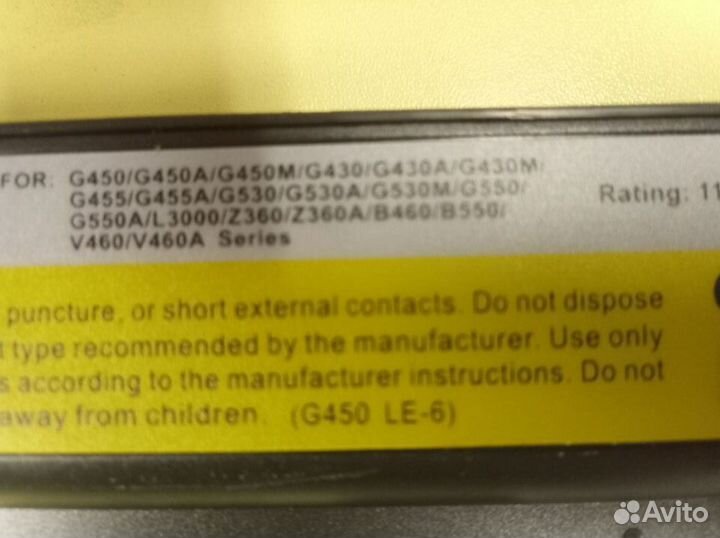 FOR: G450/G450A/G450M/G430/G430A/G430M/
G455/G455A/G530/G530A/G530M/G550/
G550A/L3000/Z360/Z360A/B460/B550/
V460/V460A Series
Rating: 11
puncture, or short external contacts. Do not dispose
t type recommended by the manufacturer. Use only
s according to the manufacturer instructions. Do not
away from children. (G450 LE-6)
Avito